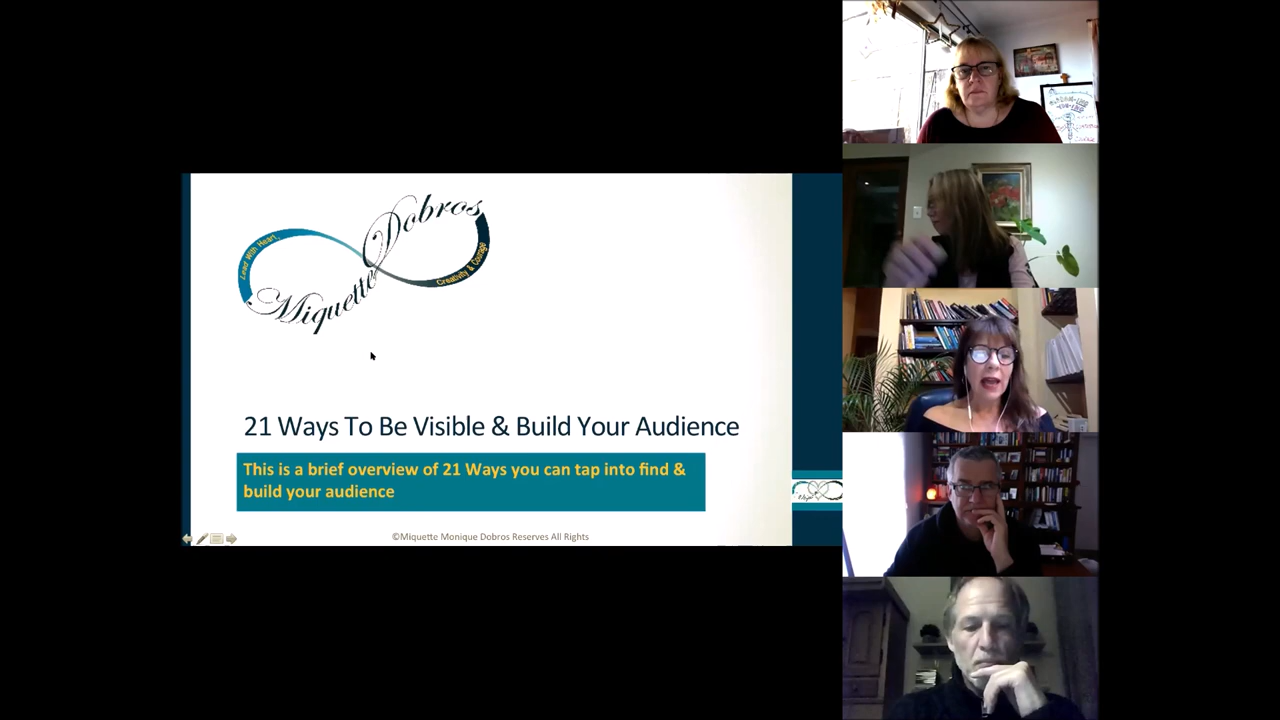 Miquette Dobros
Lead With Heart
Creativity & Courage
21 Ways To Be Visible & Build Your Audience
This is a brief overview of 21 Ways you can tap into find &
build your audience
©Miquette Monique Dobros Reserves All Rights